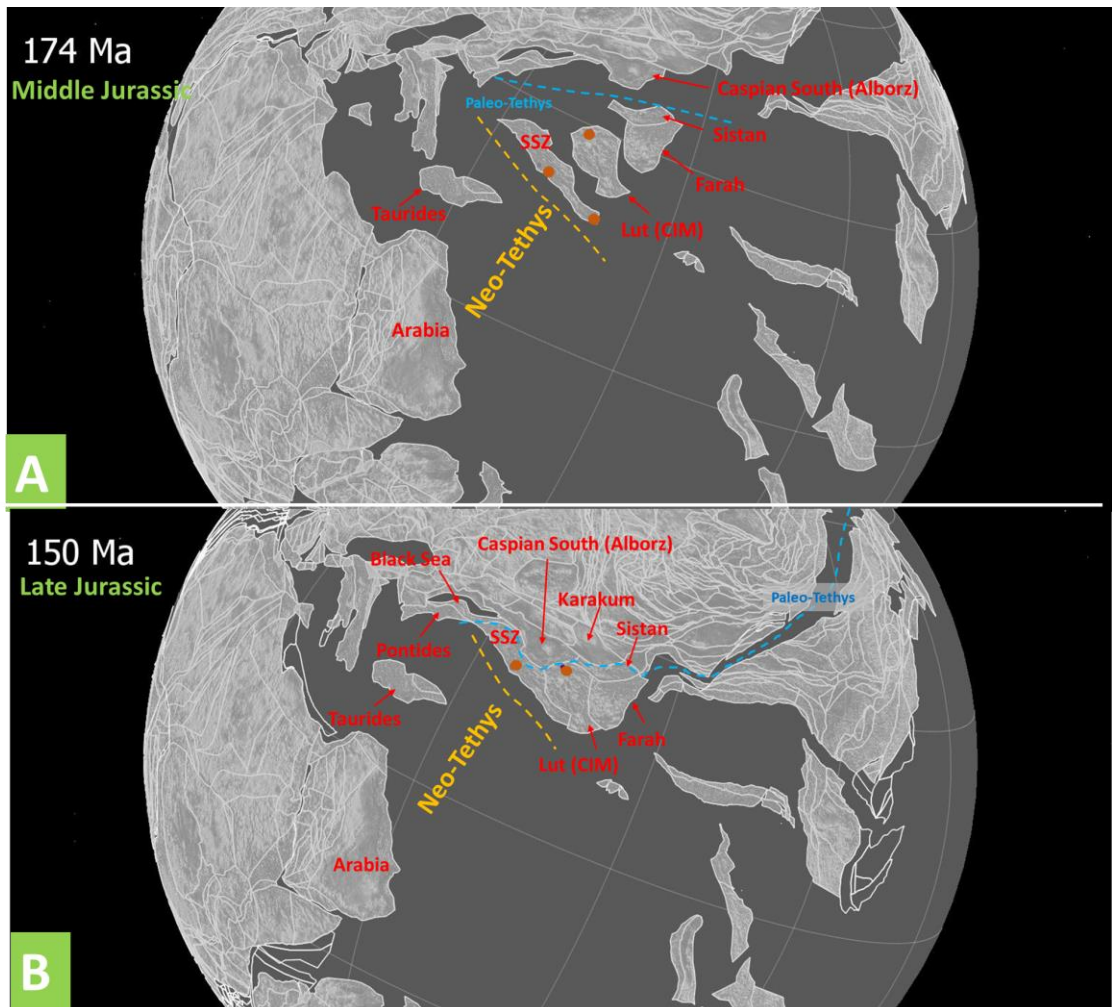 174 Ma
Middle Jurassic
Caspian South (Alborz)
Paleo-Tethys
Sistan
SSZ
Farah
Taurides
Lut (CIM)
Neo-Tethys
Arabia
A
150 Ma
Late Jurassic
Caspian South (Alborz)
Black Sea
Karakum
Paleo-Tethys
Sistan
SSZ
Pontides
Taurides
Farah
Lut (CIM)
Neo-Tethys
Arabia
B